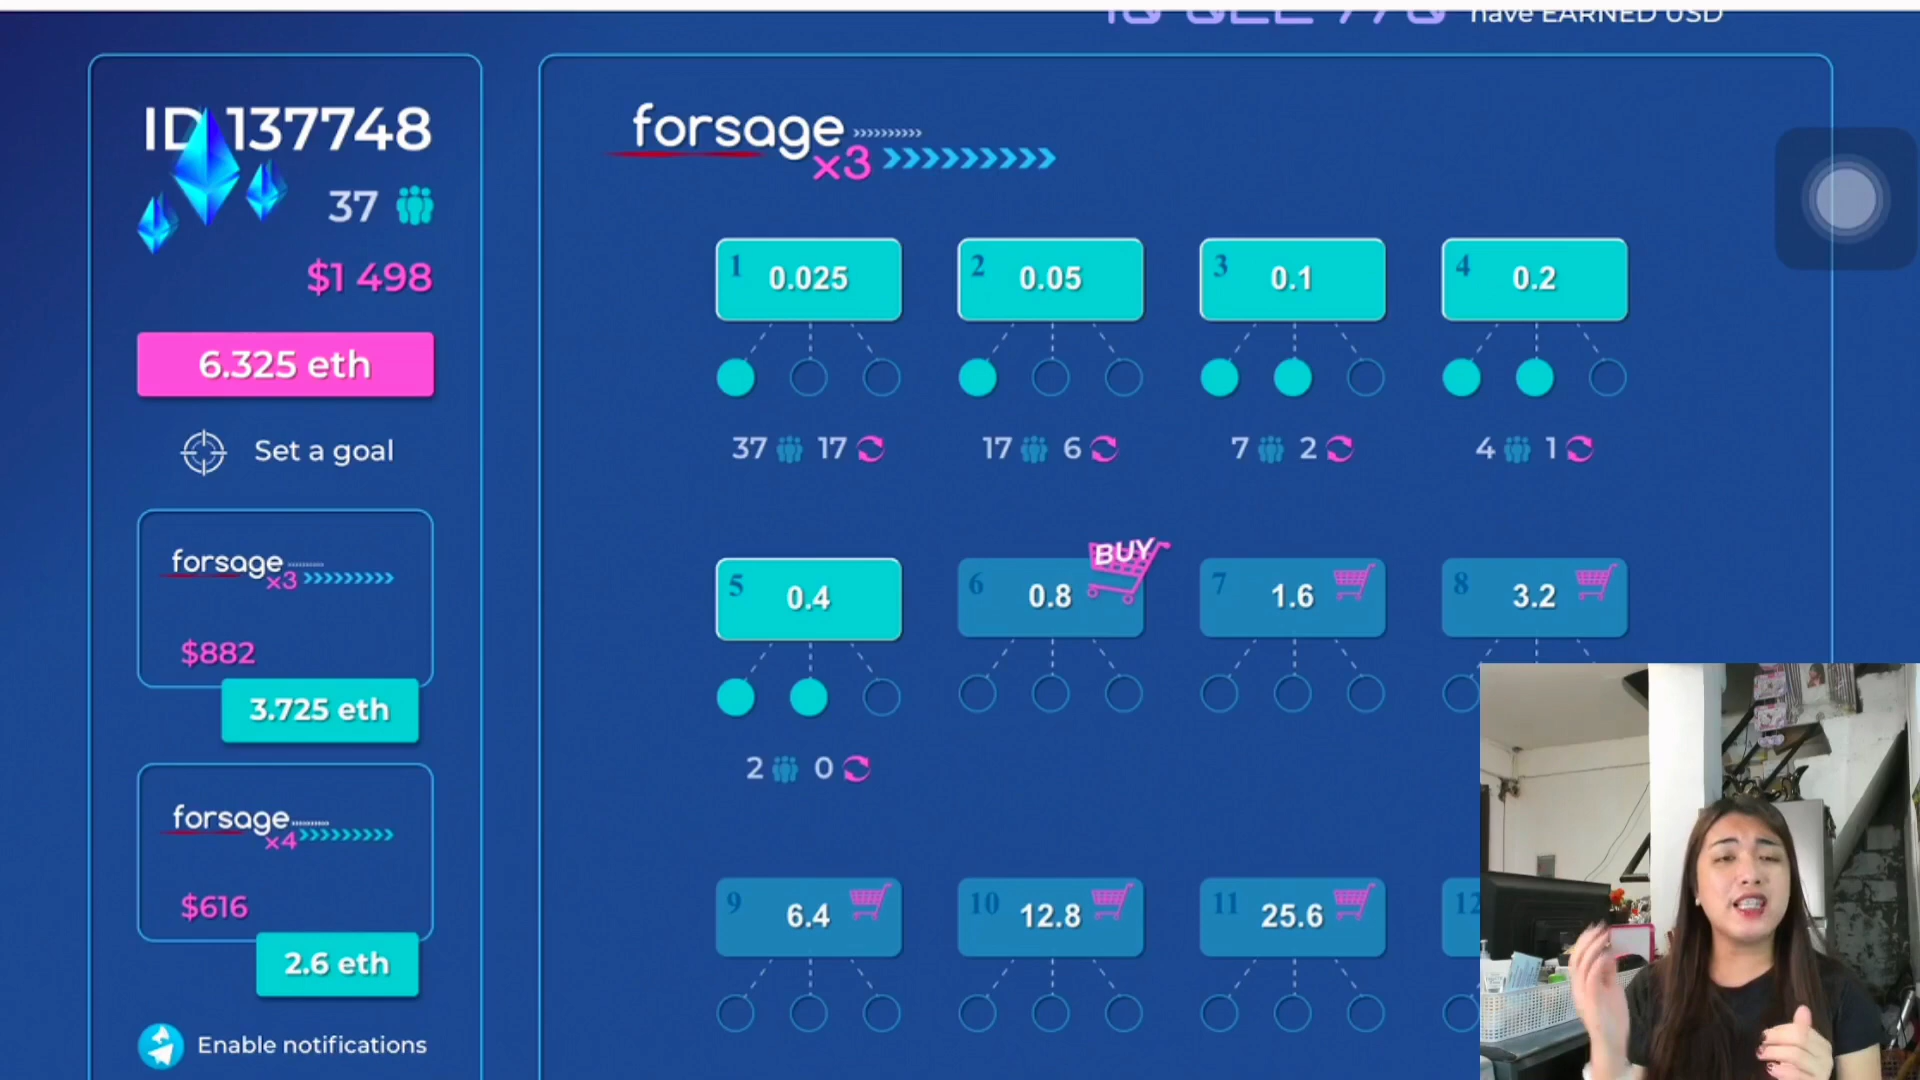 have EARNED USD
ID 137748
37
$1 498
6.325 eth
Set a goal
forsage
x3
$882
3.725 eth
forsage
x4
$616
2.6 eth
Enable notifications
forsage
x3
1 0.025
2 0.05
3 0.1
4 0.2
37 17
17 6
7 2
4 1
5 0.4
BUY
6 0.8
7 1.6
8 3.2
2 0
9 6.4
10 12.8
11 25.6
12